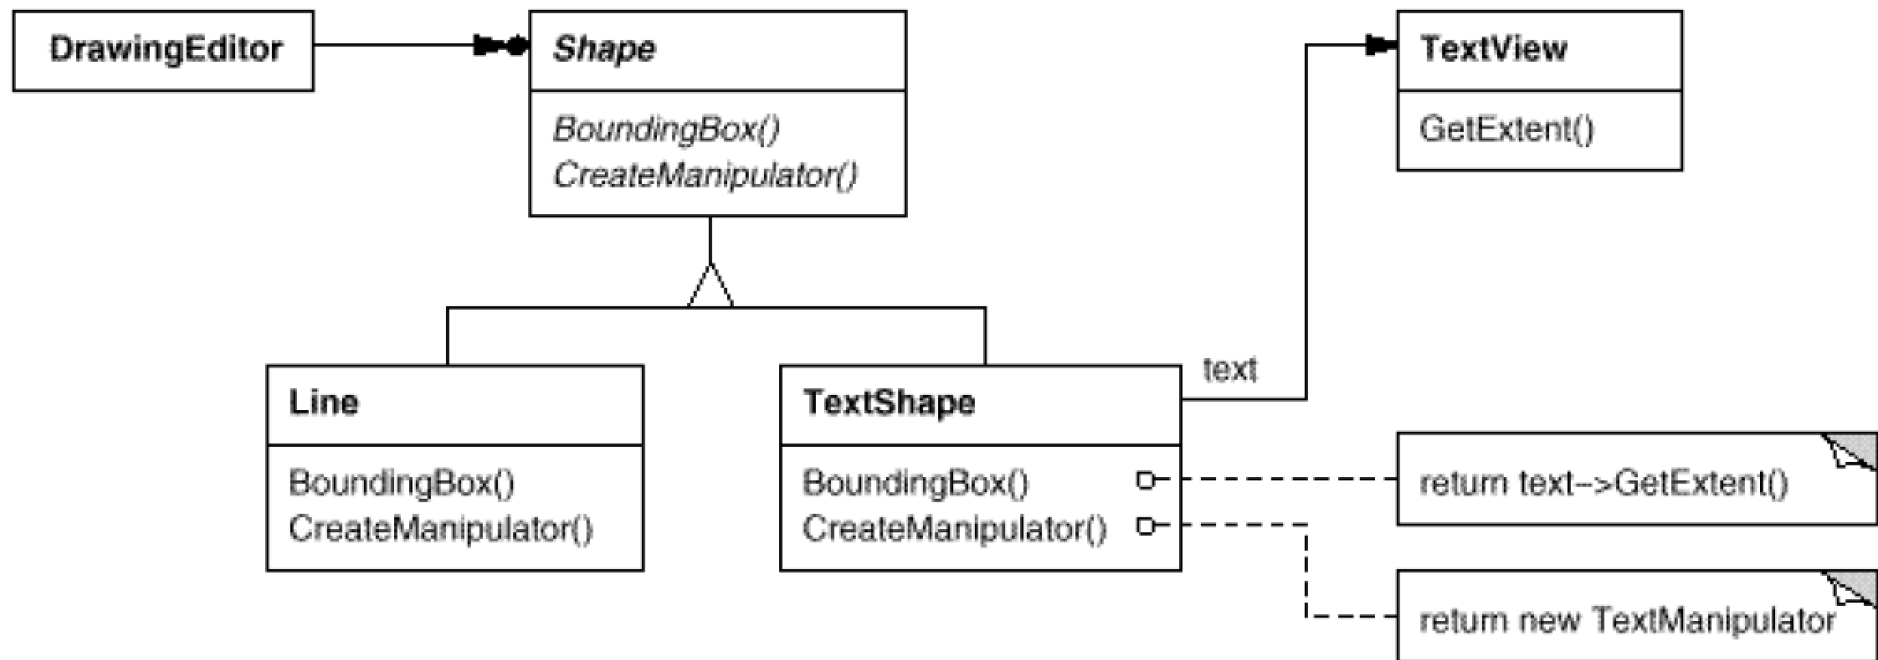 DrawingEditor
Shape
BoundingBox()
CreateManipulator()
TextView
GetExtent()
Line
BoundingBox()
CreateManipulator()
TextShape
BoundingBox()
CreateManipulator()
text
return text->GetExtent()
return new TextManipulator